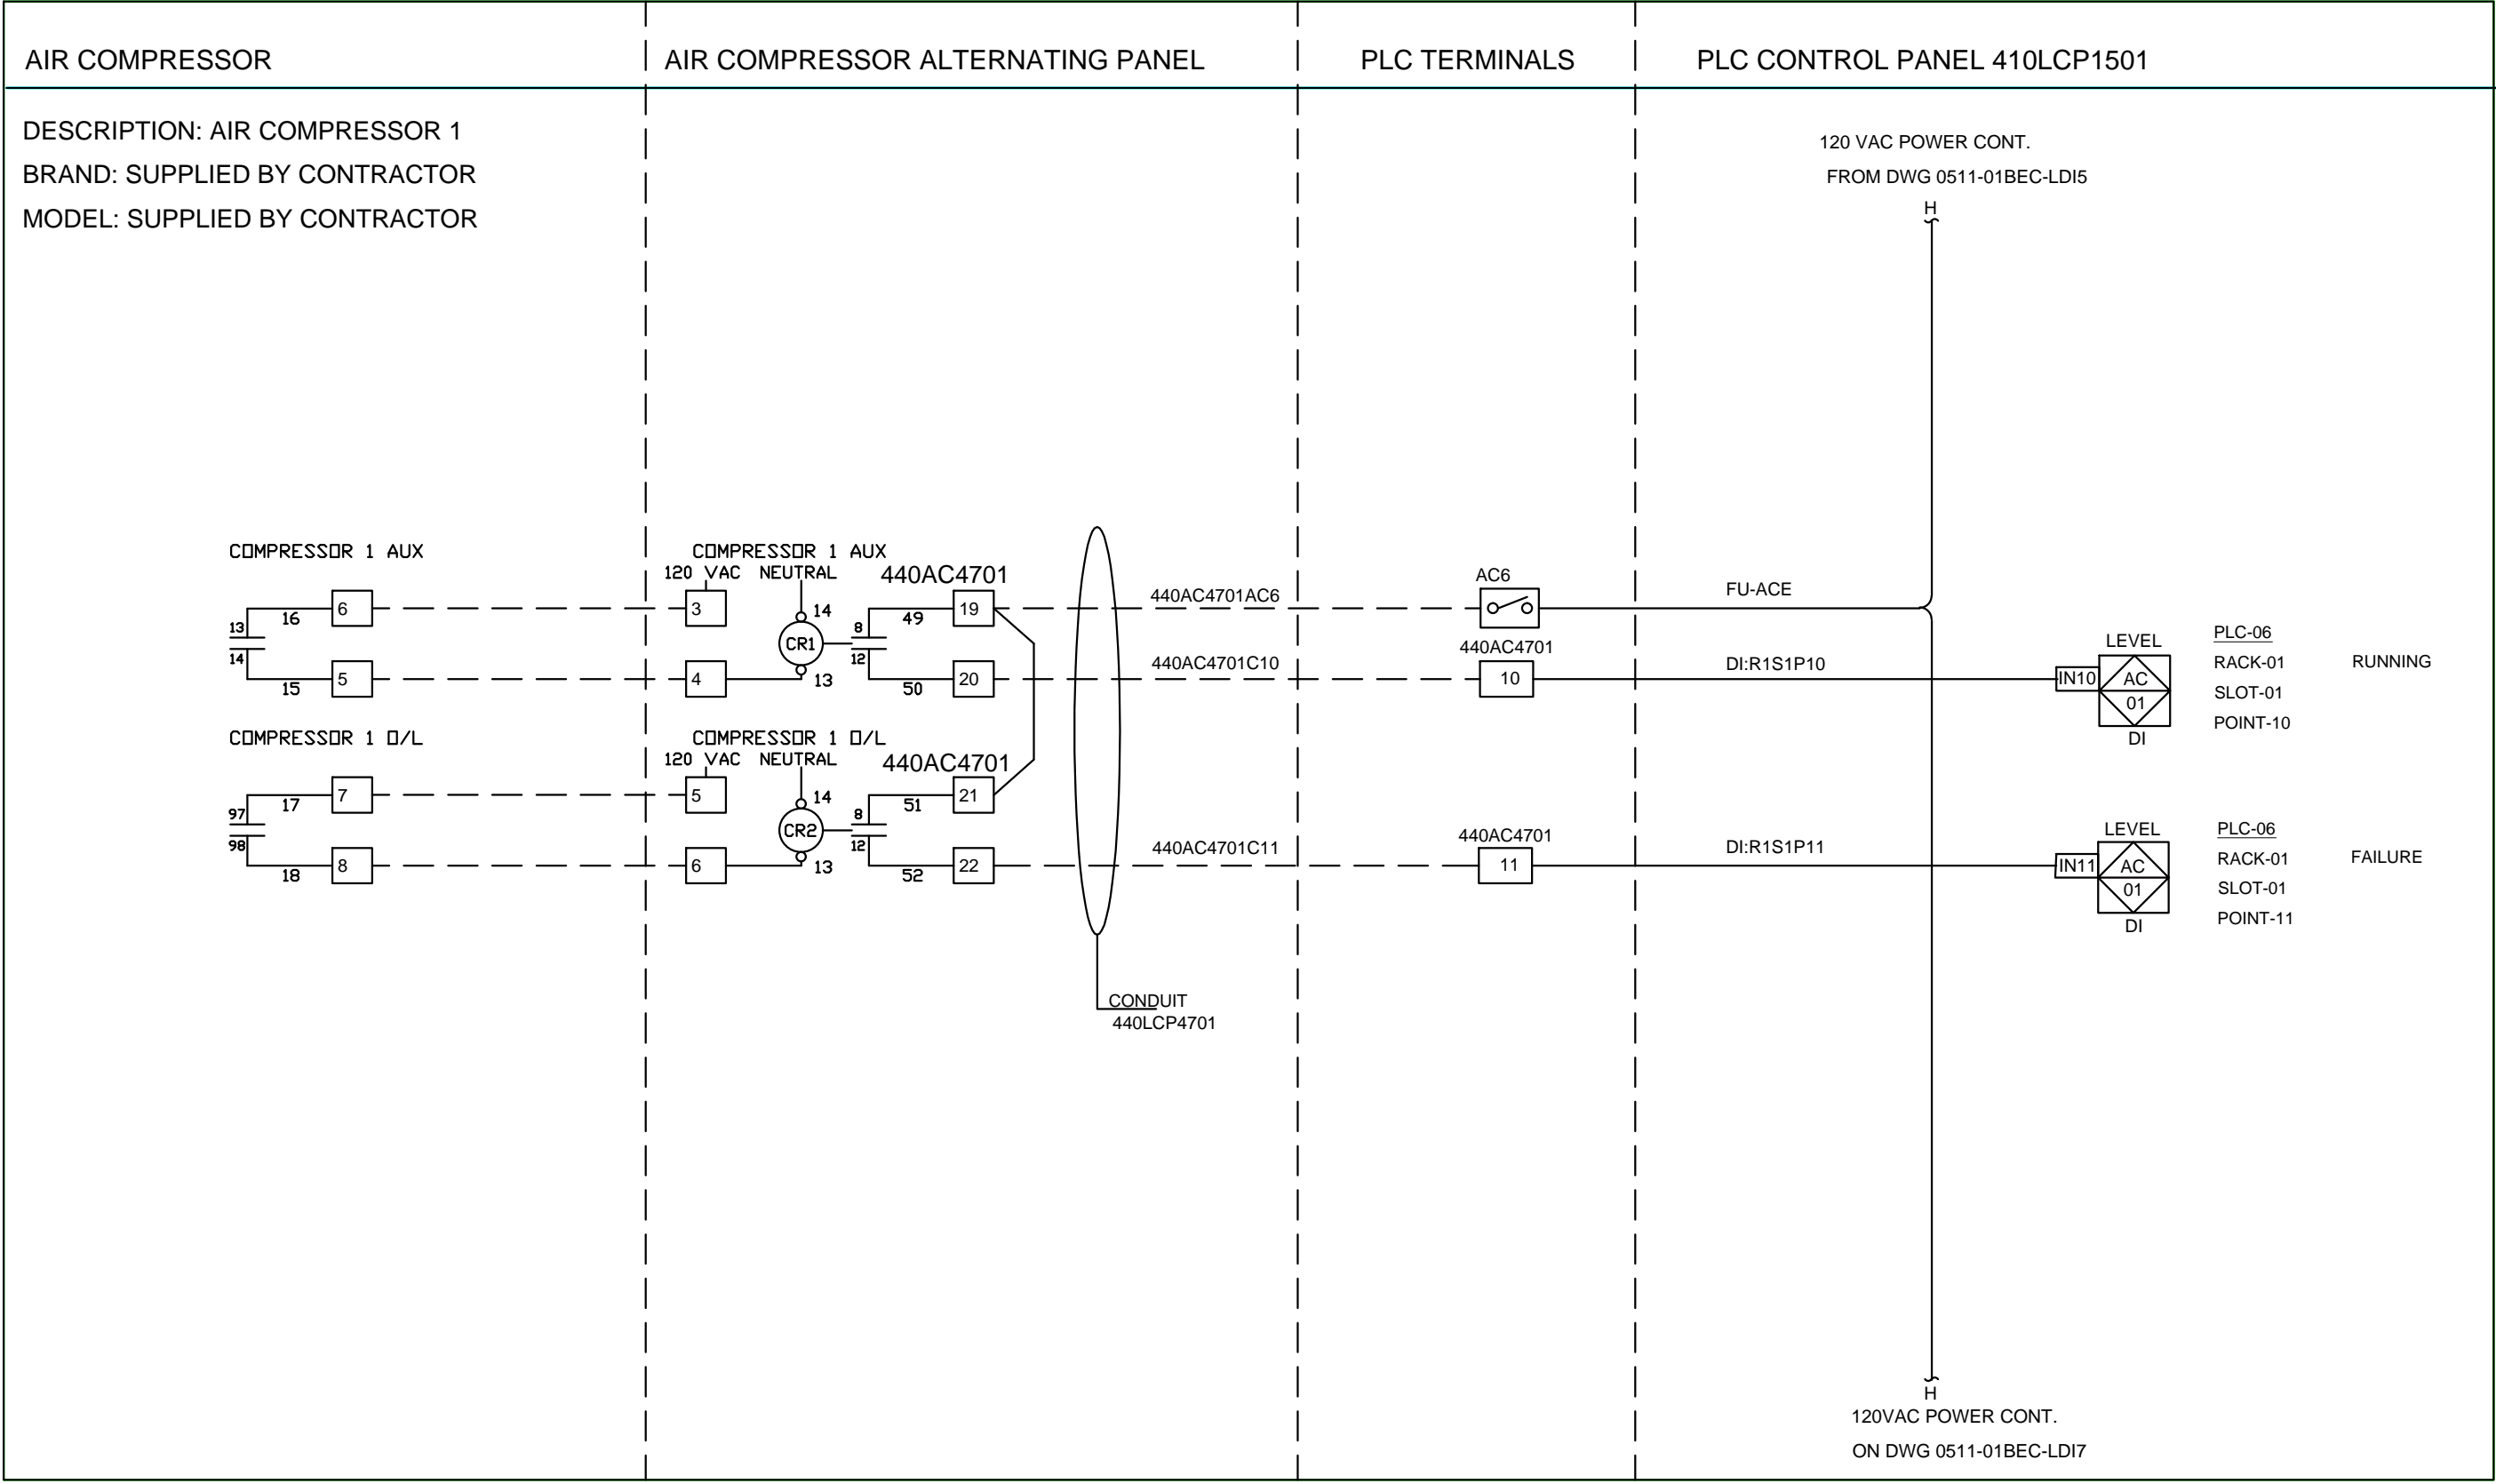 AIR COMPRESSOR
AIR COMPRESSOR ALTERNATING PANEL
PLC TERMINALS
PLC CONTROL PANEL 410LCP1501
DESCRIPTION: AIR COMPRESSOR 1
BRAND: SUPPLIED BY CONTRACTOR
MODEL: SUPPLIED BY CONTRACTOR
120 VAC POWER CONT.
FROM DWG 0511-01BEC-LDI5
H
COMPRESSOR 1 AUX
13
14
16
15
6
5
COMPRESSOR 1 O/L
97
98
17
18
7
8
COMPRESSOR 1 AUX
120 VAC NEUTRAL
440AC4701
3
4
14
CR1
13
8
12
49
50
19
20
COMPRESSOR 1 O/L
120 VAC NEUTRAL
440AC4701
5
6
14
CR2
13
8
12
51
52
21
22
440AC4701AC6
440AC4701C10
440AC4701C11
CONDUIT
440LCP4701
AC6
440AC4701
10
440AC4701
11
FU-ACE
DI:R1S1P10
DI:R1S1P11
LEVEL
IN10
AC
01
DI
PLC-06
RACK-01
SLOT-01
POINT-10
RUNNING
LEVEL
IN11
AC
01
DI
PLC-06
RACK-01
SLOT-01
POINT-11
FAILURE
H
120VAC POWER CONT.
ON DWG 0511-01BEC-LDI7